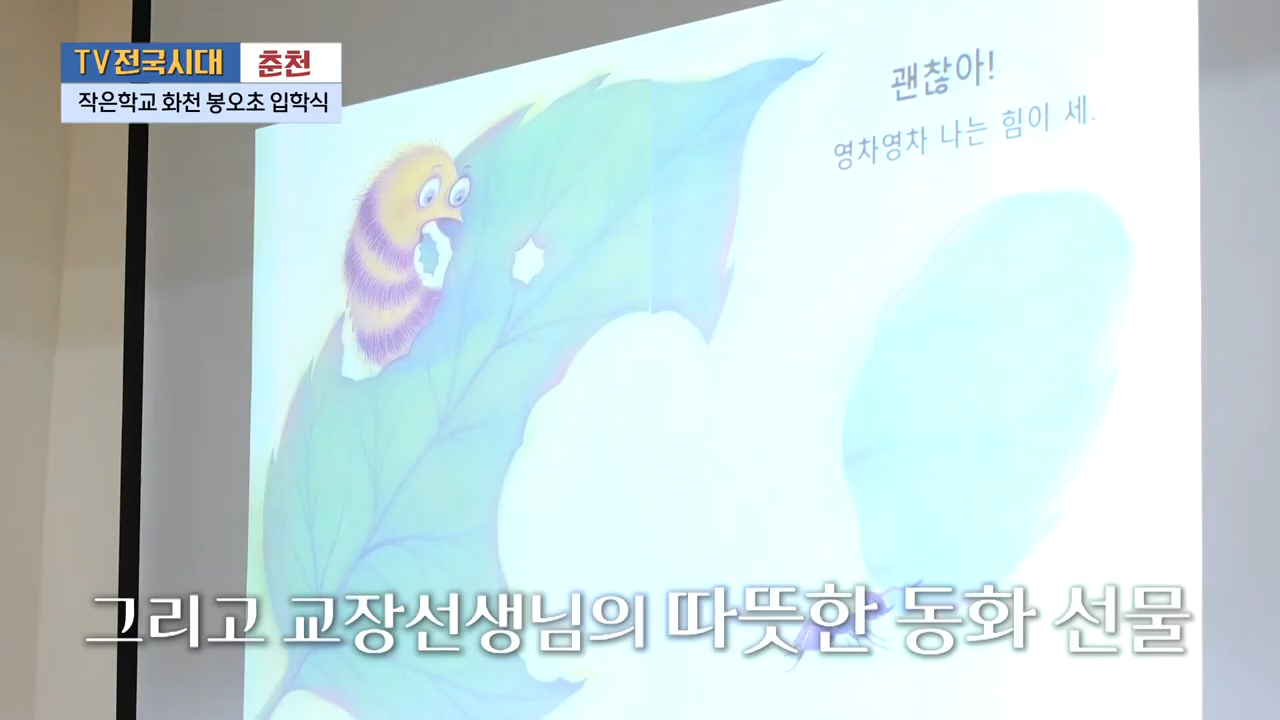 TV전국시대 춘천
작은학교 화천 봉오초 입학식
괜찮아!
영차영차 나는 힘이 세.
그리고 교장선생님의 따뜻한 동화 선물